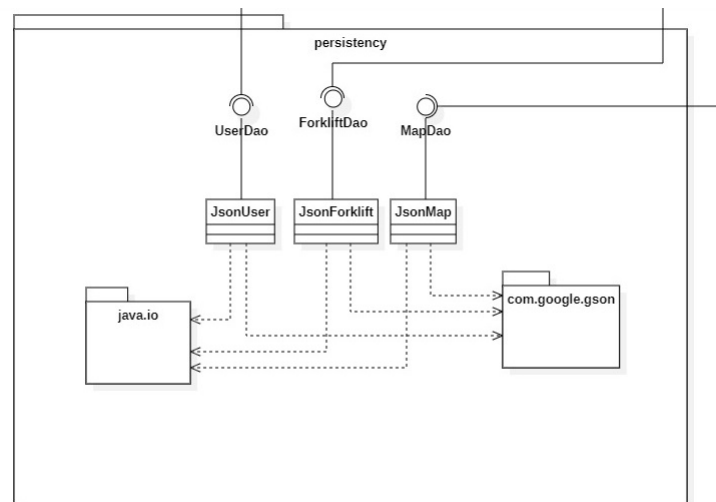 persistency
UserDao
ForkliftDao
MapDao
JsonUser
JsonForklift
JsonMap
java.io
com.google.gson